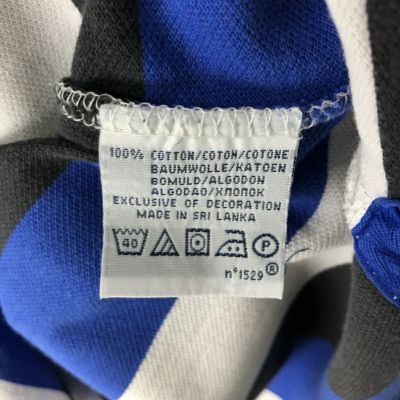 100% COTTON/COTON/COTONE
BAUMWOLLE/KATOEN
BOMULD/ALGODON
ALGODAO/ХЛОПОК
EXCLUSIVE OF DECORATION
MADE IN SRI LANKA
40 P
n°1529®